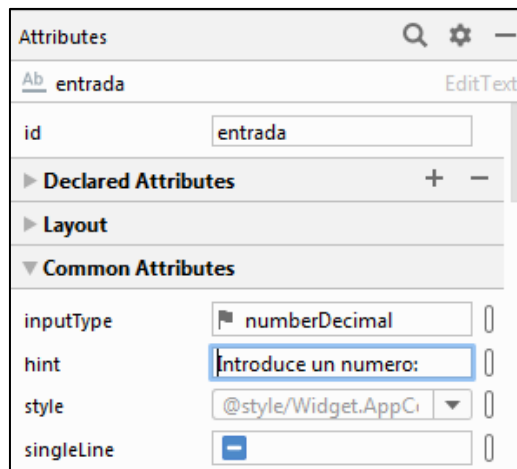 Attributes
Ab entrada EditText
id entrada
Declared Attributes
Layout
Common Attributes
inputType numberDecimal
hint Introduce un numero:
style @style/Widget.AppCo
singleLine